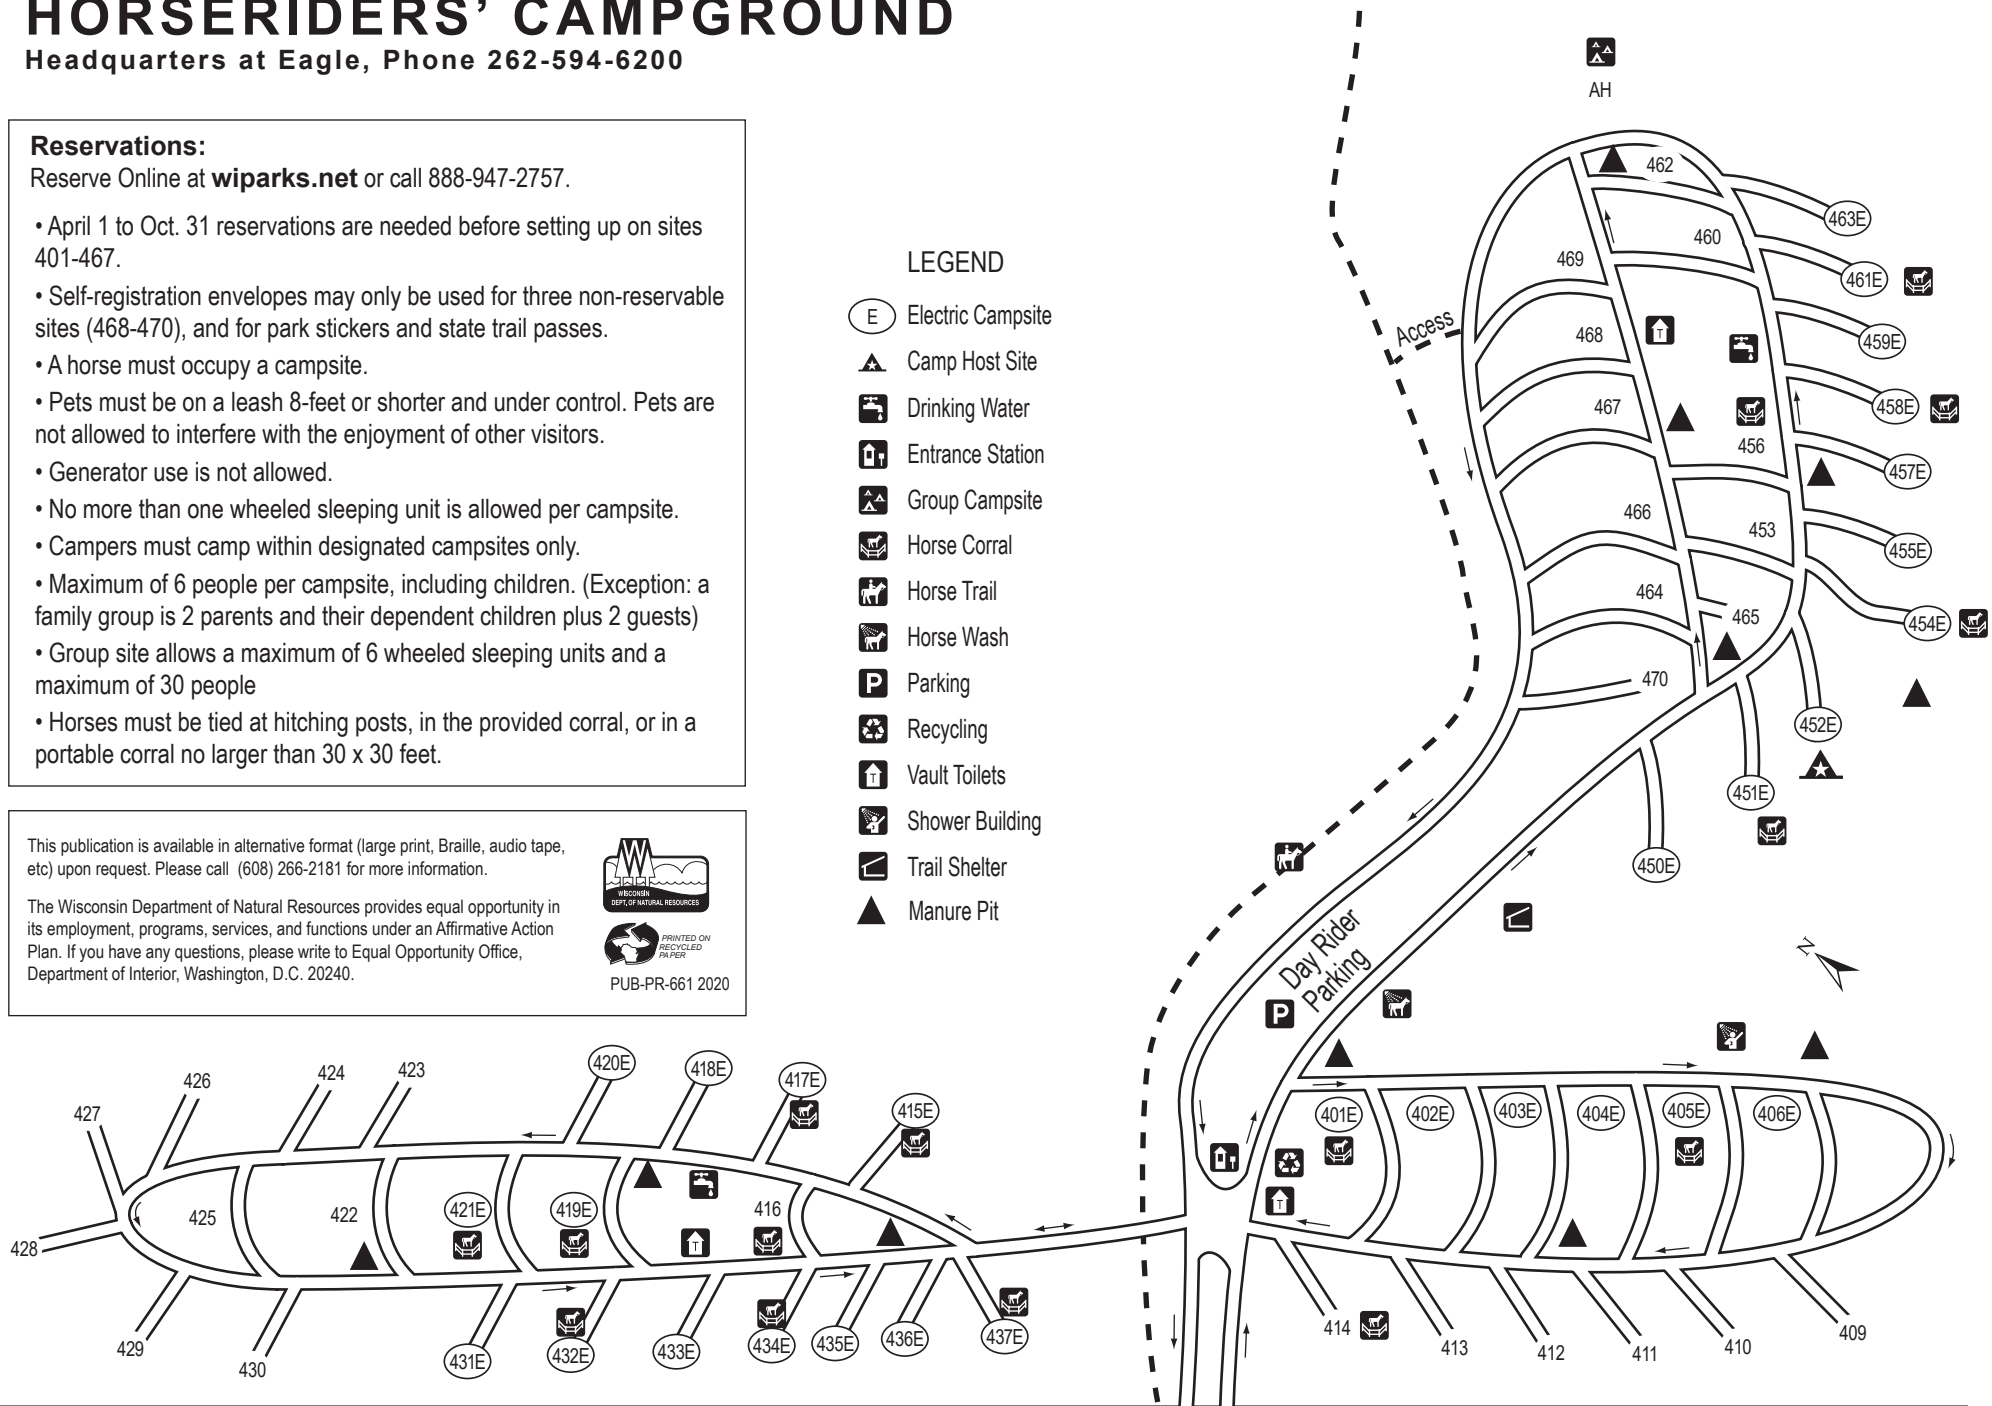 HORSERIDERS’ CAMPGROUND
Headquarters at Eagle, Phone 262-594-6200
Reservations:
Reserve Online at wiparks.net or call 888-947-2757.
• April 1 to Oct. 31 reservations are needed before setting up on sites
401-467.
• Self-registration envelopes may only be used for three non-reservable
sites (468-470), and for park stickers and state trail passes.
• A horse must occupy a campsite.
• Pets must be on a leash 8-feet or shorter and under control. Pets are
not allowed to interfere with the enjoyment of other visitors.
• Generator use is not allowed.
• No more than one wheeled sleeping unit is allowed per campsite.
• Campers must camp within designated campsites only.
• Maximum of 6 people per campsite, including children. (Exception: a
family group is 2 parents and their dependent children plus 2 guests)
• Group site allows a maximum of 6 wheeled sleeping units and a
maximum of 30 people
• Horses must be tied at hitching posts, in the provided corral, or in a
portable corral no larger than 30 x 30 feet.
This publication is available in alternative format (large print, Braille, audio tape,
etc) upon request. Please call (608) 266-2181 for more information.
The Wisconsin Department of Natural Resources provides equal opportunity in
its employment, programs, services, and functions under an Affirmative Action
Plan. If you have any questions, please write to Equal Opportunity Office,
Department of Interior, Washington, D.C. 20240.
W
WISCONSIN
DEPT. OF NATURAL RESOURCES
PRINTED ON
RECYCLED
PAPER
PUB-PR-661 2020
LEGEND
E Electric Campsite
Camp Host Site
Drinking Water
Entrance Station
Group Campsite
Horse Corral
Horse Trail
Horse Wash
P Parking
Recycling
T Vault Toilets
Shower Building
Trail Shelter
Manure Pit
AH
462
463E
460
461E
469
459E
468
T
Access
458E
467
456
457E
466
453
455E
464
465
454E
470
452E
451E
450E
Day Rider
Parking
P
N
401E
402E
403E
404E
405E
406E
T
414
413
412
411
410
409
420E
418E
417E
415E
423
424
426
427
425
422
421E
419E
416
T
428
429
430
431E
432E
433E
434E
435E
436E
437E